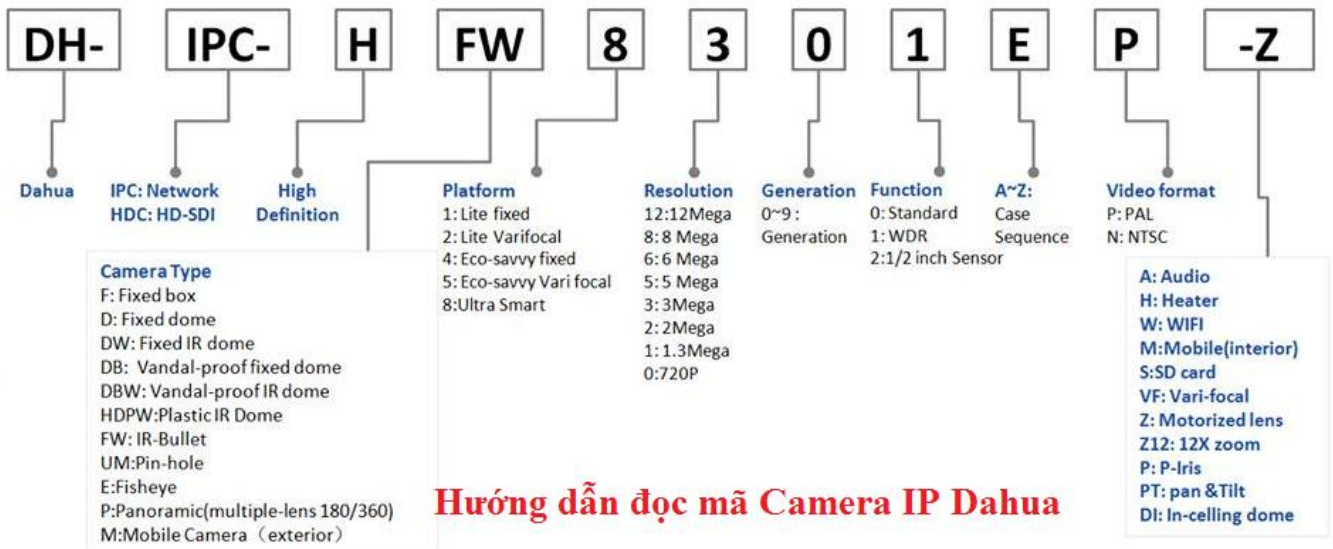 DH- IPC- H FW 8 3 0 1 E P -Z
Dahua
IPC: Network
HDC: HD-SDI
High
Definition
Camera Type
F: Fixed box
D: Fixed dome
DW: Fixed IR dome
DB: Vandal-proof fixed dome
DBW: Vandal-proof IR dome
HDPW:Plastic IR Dome
FW: IR-Bullet
UM:Pin-hole
E:Fisheye
P:Panoramic(multiple-lens 180/360)
M:Mobile Camera（exterior）
Platform
1: Lite fixed
2: Lite Varifocal
4: Eco-savvy fixed
5: Eco-savvy Vari focal
8:Ultra Smart
Resolution
12:12Mega
8: 8 Mega
6: 6 Mega
5: 5 Mega
3: 3Mega
2: 2Mega
1: 1.3Mega
0:720P
Generation
0~9 :
Generation
Function
0: Standard
1: WDR
2:1/2 inch Sensor
A~Z:
Case
Sequence
Video format
P: PAL
N: NTSC
A: Audio
H: Heater
W: WIFI
M:Mobile(interior)
S:SD card
VF: Vari-focal
Z: Motorized lens
Z12: 12X zoom
P: P-Iris
PT: pan &Tilt
DI: In-celling dome
Hướng dẫn đọc mã Camera IP Dahua